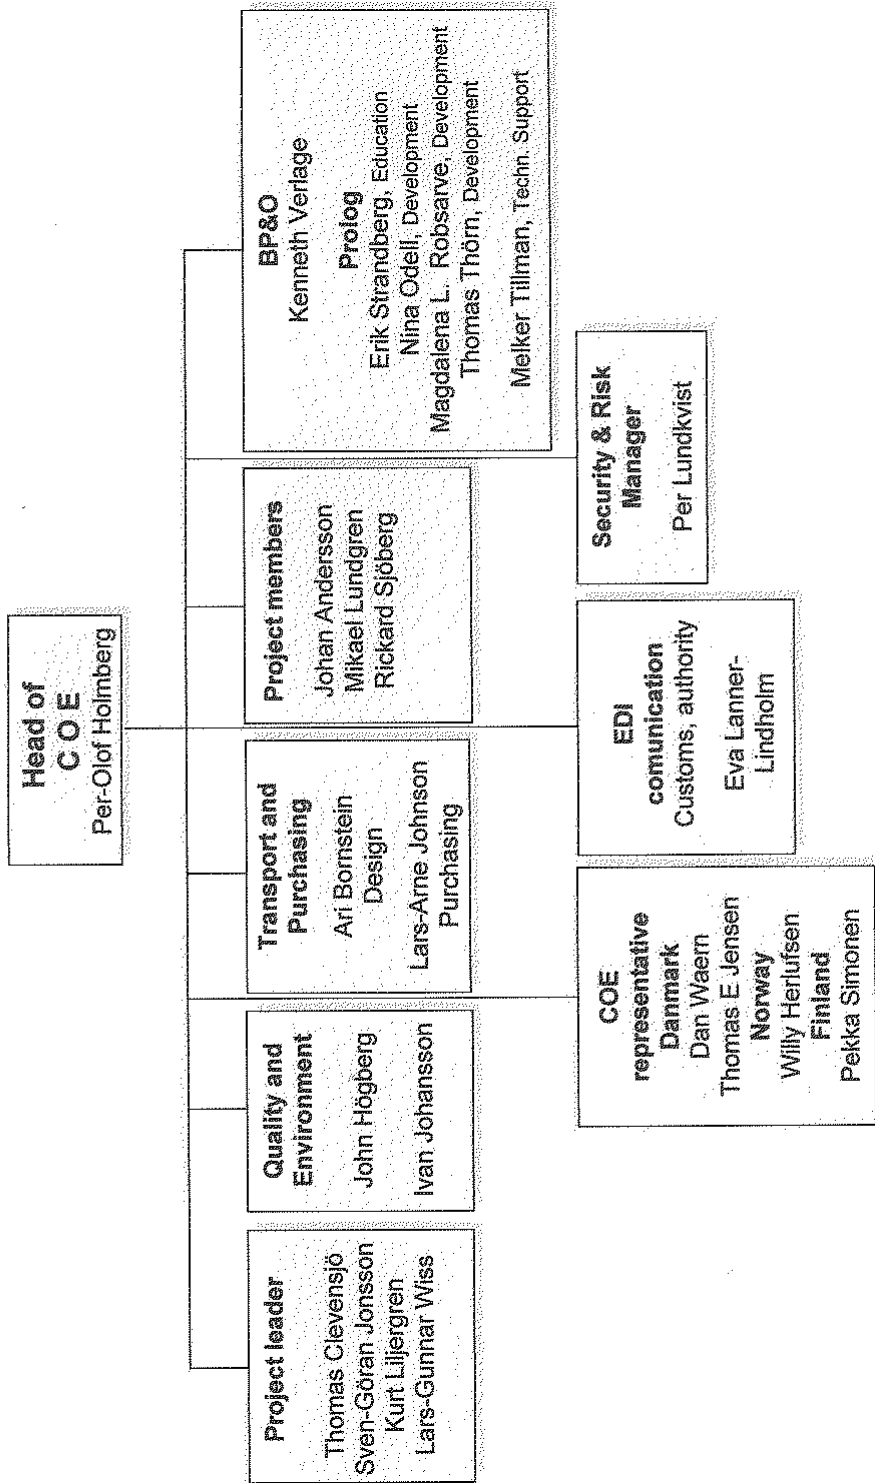 Head of
C O E
Per-Olof Holmberg
Project leader
Thomas Clevensjö
Sven-Göran Jonsson
Kurt Liljergren
Lars-Gunnar Wiss
Quality and
Environment
John Högberg
Ivan Johansson
Transport and
Purchasing
Ari Bornstein
Design
Lars-Arne Johnson
Purchasing
Project members
Johan Andersson
Mikael Lundgren
Rickard Sjöberg
BP&O
Kenneth Verlage
Prolog
Erik Strandberg, Education
Nina Odell, Development
Magdalena L. Robsarve, Development
Thomas Thörn, Development
Melker Tillman, Techn. Support
COE
representative
Danmark
Dan Waern
Thomas E Jensen
Norway
Willy Herlufsen
Finland
Pekka Simonen
EDI
comunication
Customs, authority
Eva Lanner-
Lindholm
Security & Risk
Manager
Per Lundkvist